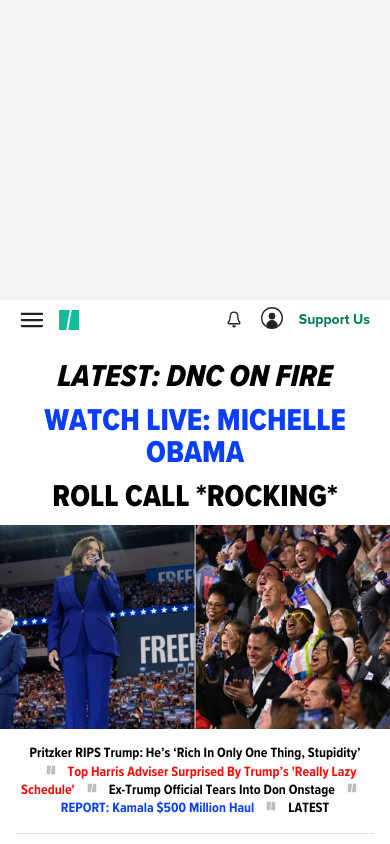 Support Us
LATEST: DNC ON FIRE
WATCH LIVE: MICHELLE
OBAMA
ROLL CALL *ROCKING*
FREE
FREE
Pritzker RIPS Trump: He’s ‘Rich In Only One Thing, Stupidity’
Top Harris Adviser Surprised By Trump’s 'Really Lazy
Schedule' Ex-Trump Official Tears Into Don Onstage
REPORT: Kamala $500 Million Haul LATEST